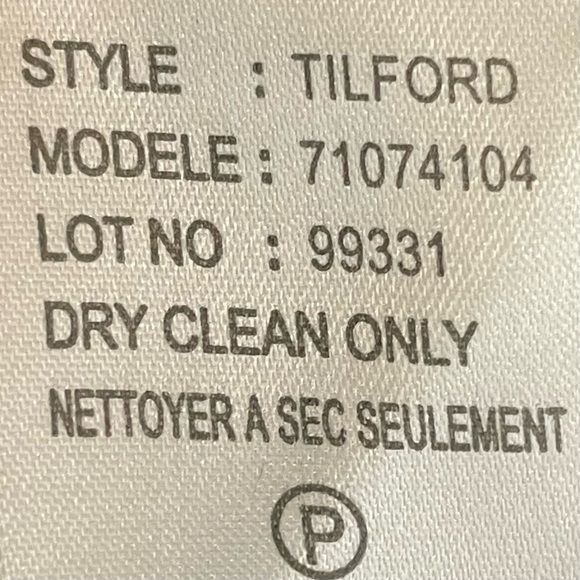 STYLE : TILFORD
MODELE : 71074104
LOT NO : 99331
DRY CLEAN ONLY
NETTOYER A SEC SEULEMENT
P